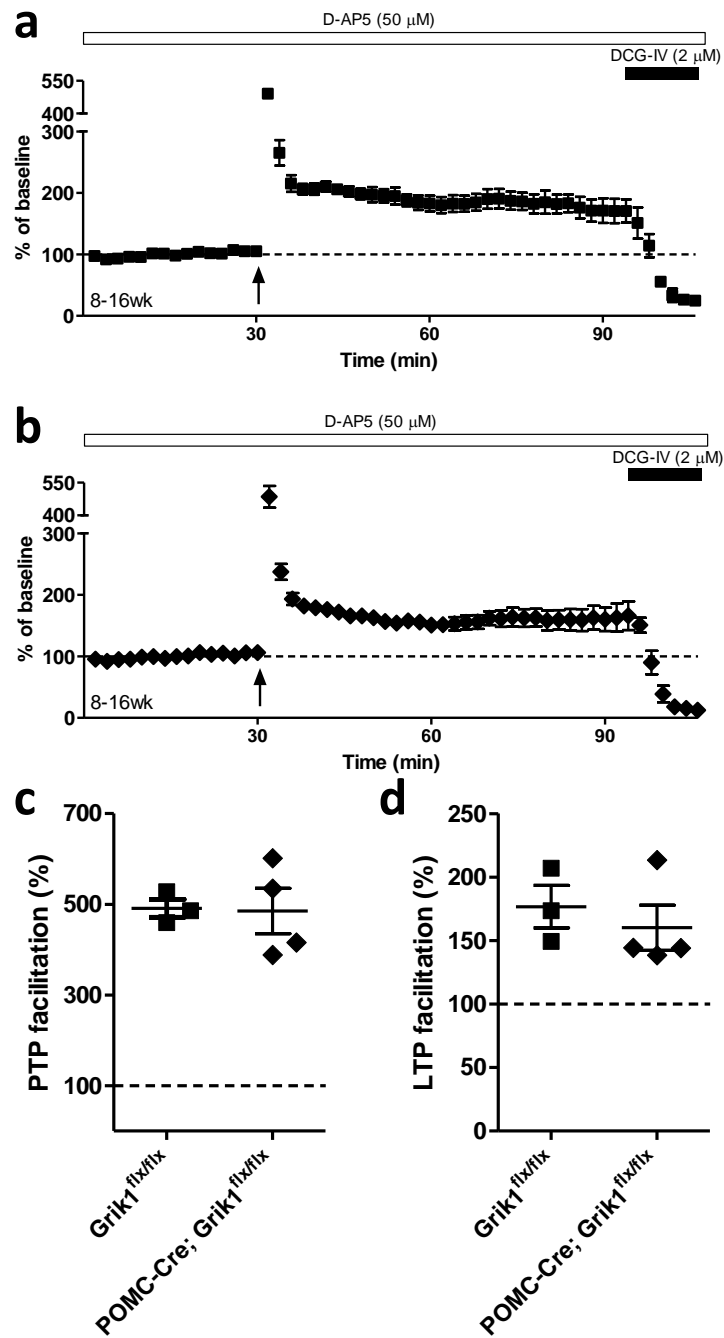 a
D-AP5 (50 μM)
DCG-IV (2 μM)
550
400
300
200
100
0
% of baseline
8-16wk
30
60
90
Time (min)
b
D-AP5 (50 μM)
DCG-IV (2 μM)
550
400
300
200
100
0
% of baseline
8-16wk
30
60
90
Time (min)
c
700
500
300
100
PTP facilitation (%)
Grik1flx/flx
POMC-Cre; Grik1flx/flx
d
250
200
150
100
50
0
LTP facilitation (%)
Grik1flx/flx
POMC-Cre; Grik1flx/flx